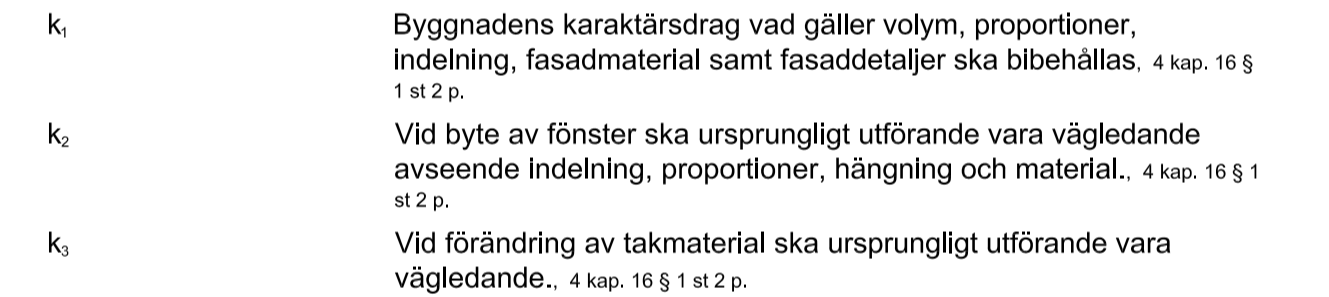 k₁ Byggnadens karaktärsdrag vad gäller volym, proportioner,
indelning, fasadmaterial samt fasaddetaljer ska bibehållas, 4 kap. 16 §
1 st 2 p.
k₂ Vid byte av fönster ska ursprungligt utförande vara vägledande
avseende indelning, proportioner, hängning och material., 4 kap. 16 § 1
st 2 p.
k₃ Vid förändring av takmaterial ska ursprungligt utförande vara
vägledande., 4 kap. 16 § 1 st 2 p.